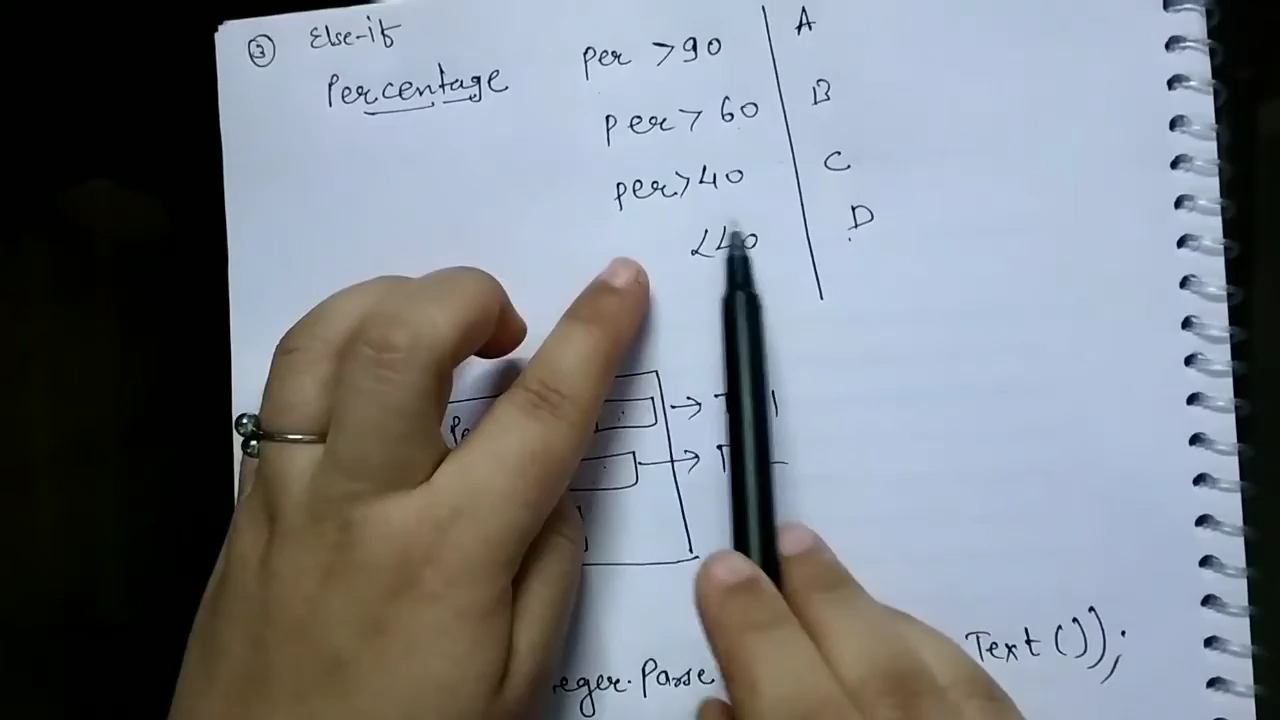 3 Else-if
Percentage
per >90 A
per > 60 B
per>40 C
<40 D
Text());
eger.Parse